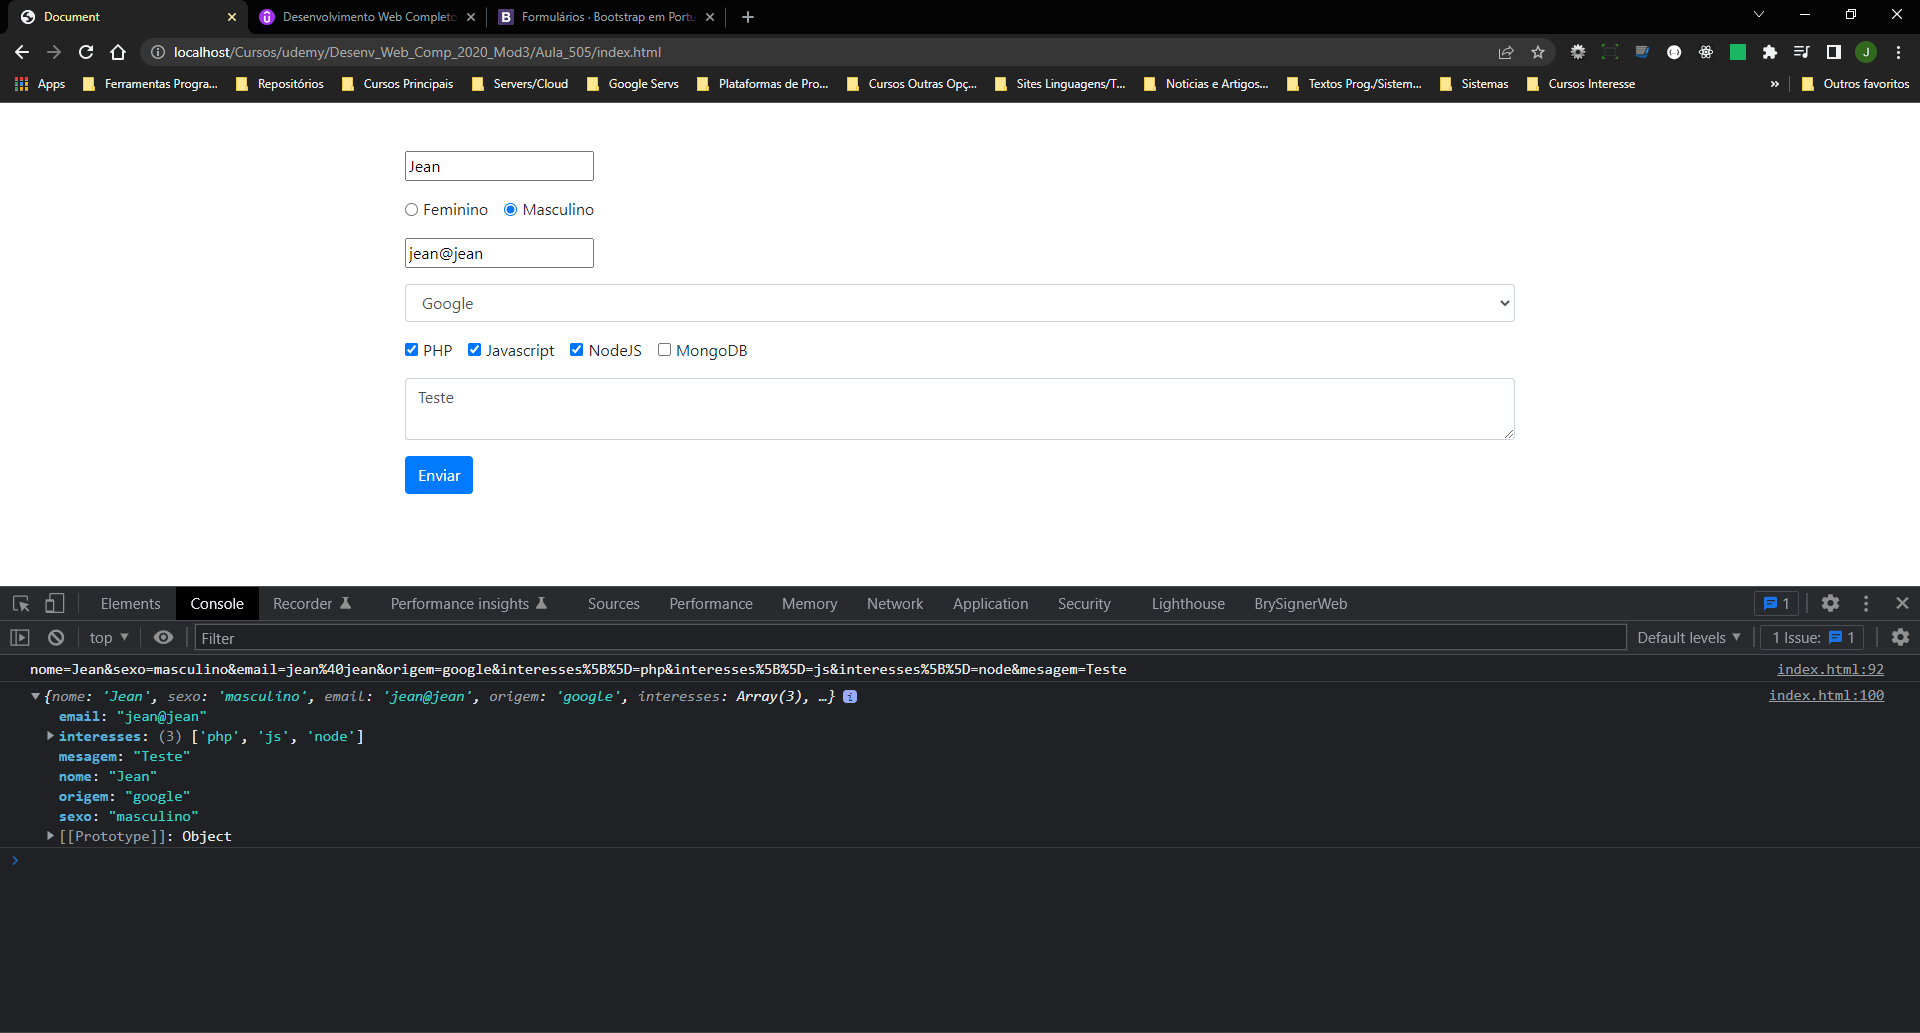 Document
Desenvolvimento Web Completo
Formulários · Bootstrap em Portu
localhost/Cursos/udemy/Desenv_Web_Comp_2020_Mod3/Aula_505/index.html
J
Apps Ferramentas Progra... Repositórios Cursos Principais Servers/Cloud Google Servs Plataformas de Pro... Cursos Outras Opç... Sites Linguagens/T... Noticias e Artigos... Textos Prog./Sistem... Sistemas Cursos Interesse » Outros favoritos
Jean
Feminino Masculino
jean@jean
Google
PHP Javascript NodeJS MongoDB
Teste
Enviar
Elements Console Recorder Performance insights Sources Performance Memory Network Application Security Lighthouse BrySignerWeb 1
top Filter Default levels 1 Issue: 1
nome=Jean&sexo=masculino&email=jean%40jean&origem=google&interesses%5B%5D=php&interesses%5B%5D=js&interesses%5B%5D=node&mesagem=Teste index.html:92
{nome: 'Jean', sexo: 'masculino', email: 'jean@jean', origem: 'google', interesses: Array(3), …} i index.html:100
email: "jean@jean"
interesses: (3) ['php', 'js', 'node']
mesagem: "Teste"
nome: "Jean"
origem: "google"
sexo: "masculino"
[[Prototype]]: Object